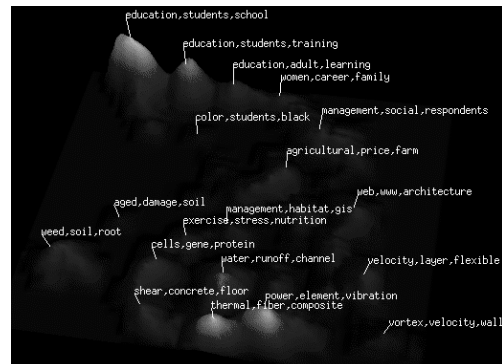 education,students,school
education,students,training
education,adult,learning
women,career,family
color,students,black
management,social,respondents
agricultural,price,farm
web,www,architecture
aged,damage,soil
management,habitat,gis
exercise,stress,nutrition
weed,soil,root
cells,gene,protein
water,runoff,channel
velocity,layer,flexible
shear,concrete,floor
power,element,vibration
thermal,fiber,composite
vortex,velocity,wall